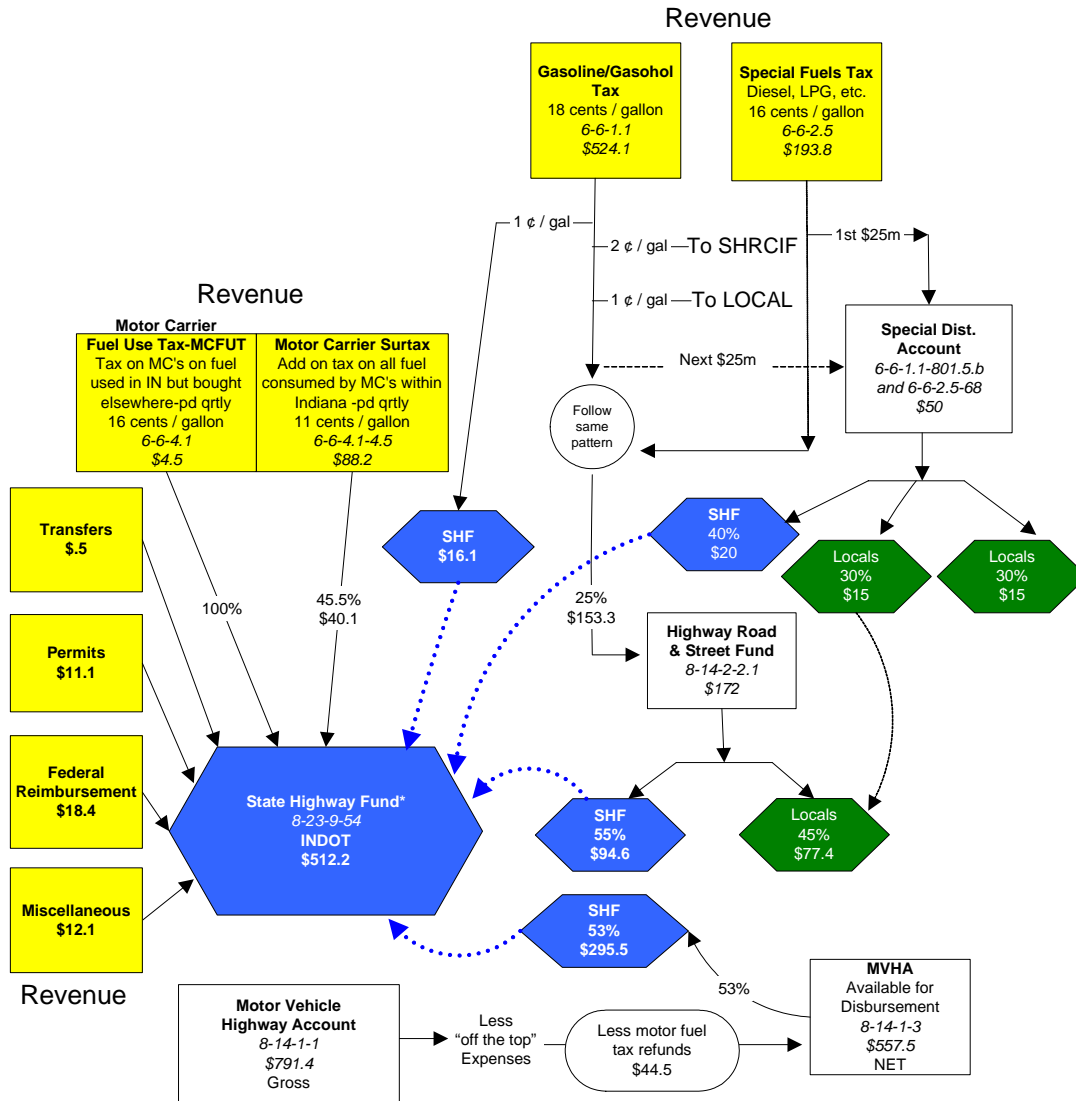 Revenue
Gasoline/Gasohol
Tax
18 cents / gallon
6-6-1.1
$524.1
Special Fuels Tax
Diesel, LPG, etc.
16 cents / gallon
6-6-2.5
$193.8
1 ¢ / gal
2 ¢ / gal
To SHRCIF
1st $25m
1 ¢ / gal
To LOCAL
Revenue
Motor Carrier
Fuel Use Tax-MCFUT
Tax on MC's on fuel
used in IN but bought
elsewhere-pd qrtly
16 cents / gallon
6-6-4.1
$4.5
Motor Carrier Surtax
Add on tax on all fuel
consumed by MC's within
Indiana -pd qrtly
11 cents / gallon
6-6-4.1-4.5
$88.2
Next $25m
Special Dist.
Account
6-6-1.1-801.5.b
and 6-6-2.5-68
$50
Follow
same
pattern
Transfers
$.5
SHF
$16.1
SHF
40%
$20
Locals
30%
$15
Locals
30%
$15
100%
45.5%
$40.1
25%
$153.3
Permits
$11.1
Highway Road
& Street Fund
8-14-2-2.1
$172
Federal
Reimbursement
$18.4
State Highway Fund*
8-23-9-54
INDOT
$512.2
SHF
55%
$94.6
Locals
45%
$77.4
Miscellaneous
$12.1
SHF
53%
$295.5
53%
Revenue
Motor Vehicle
Highway Account
8-14-1-1
$791.4
Gross
Less
“off the top”
Expenses
Less motor fuel
tax refunds
$44.5
MVHA
Available for
Disbursement
8-14-1-3
$557.5
NET